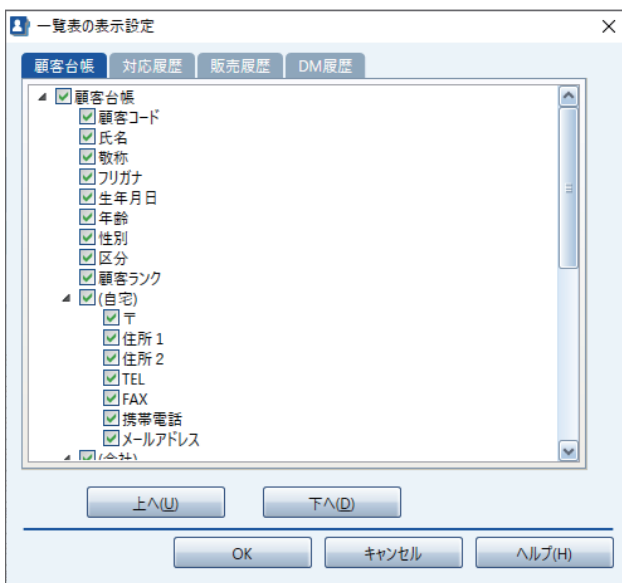 一覧表の表示設定
顧客台帳 対応履歴 販売履歴 DM履歴
顧客台帳
顧客コード
氏名
敬称
フリガナ
生年月日
年齢
性別
区分
顧客ランク
(自宅)
〒
住所1
住所2
TEL
FAX
携帯電話
メールアドレス
(会社)
上へ(U) 下へ(D)
OK キャンセル ヘルプ(H)